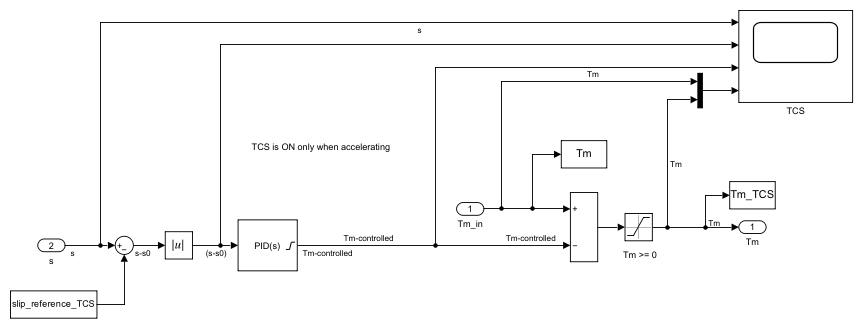 s
TCS
Tm
TCS is ON only when accelerating
Tm
Tm
1
Tm_in
+
−
Tm_TCS
Tm
1
Tm
Tm >= 0
2
s
s
+
−
s-s0
|u|
(s-s0)
PID(s)
Tm-controlled
Tm-controlled
Tm-controlled
slip_reference_TCS